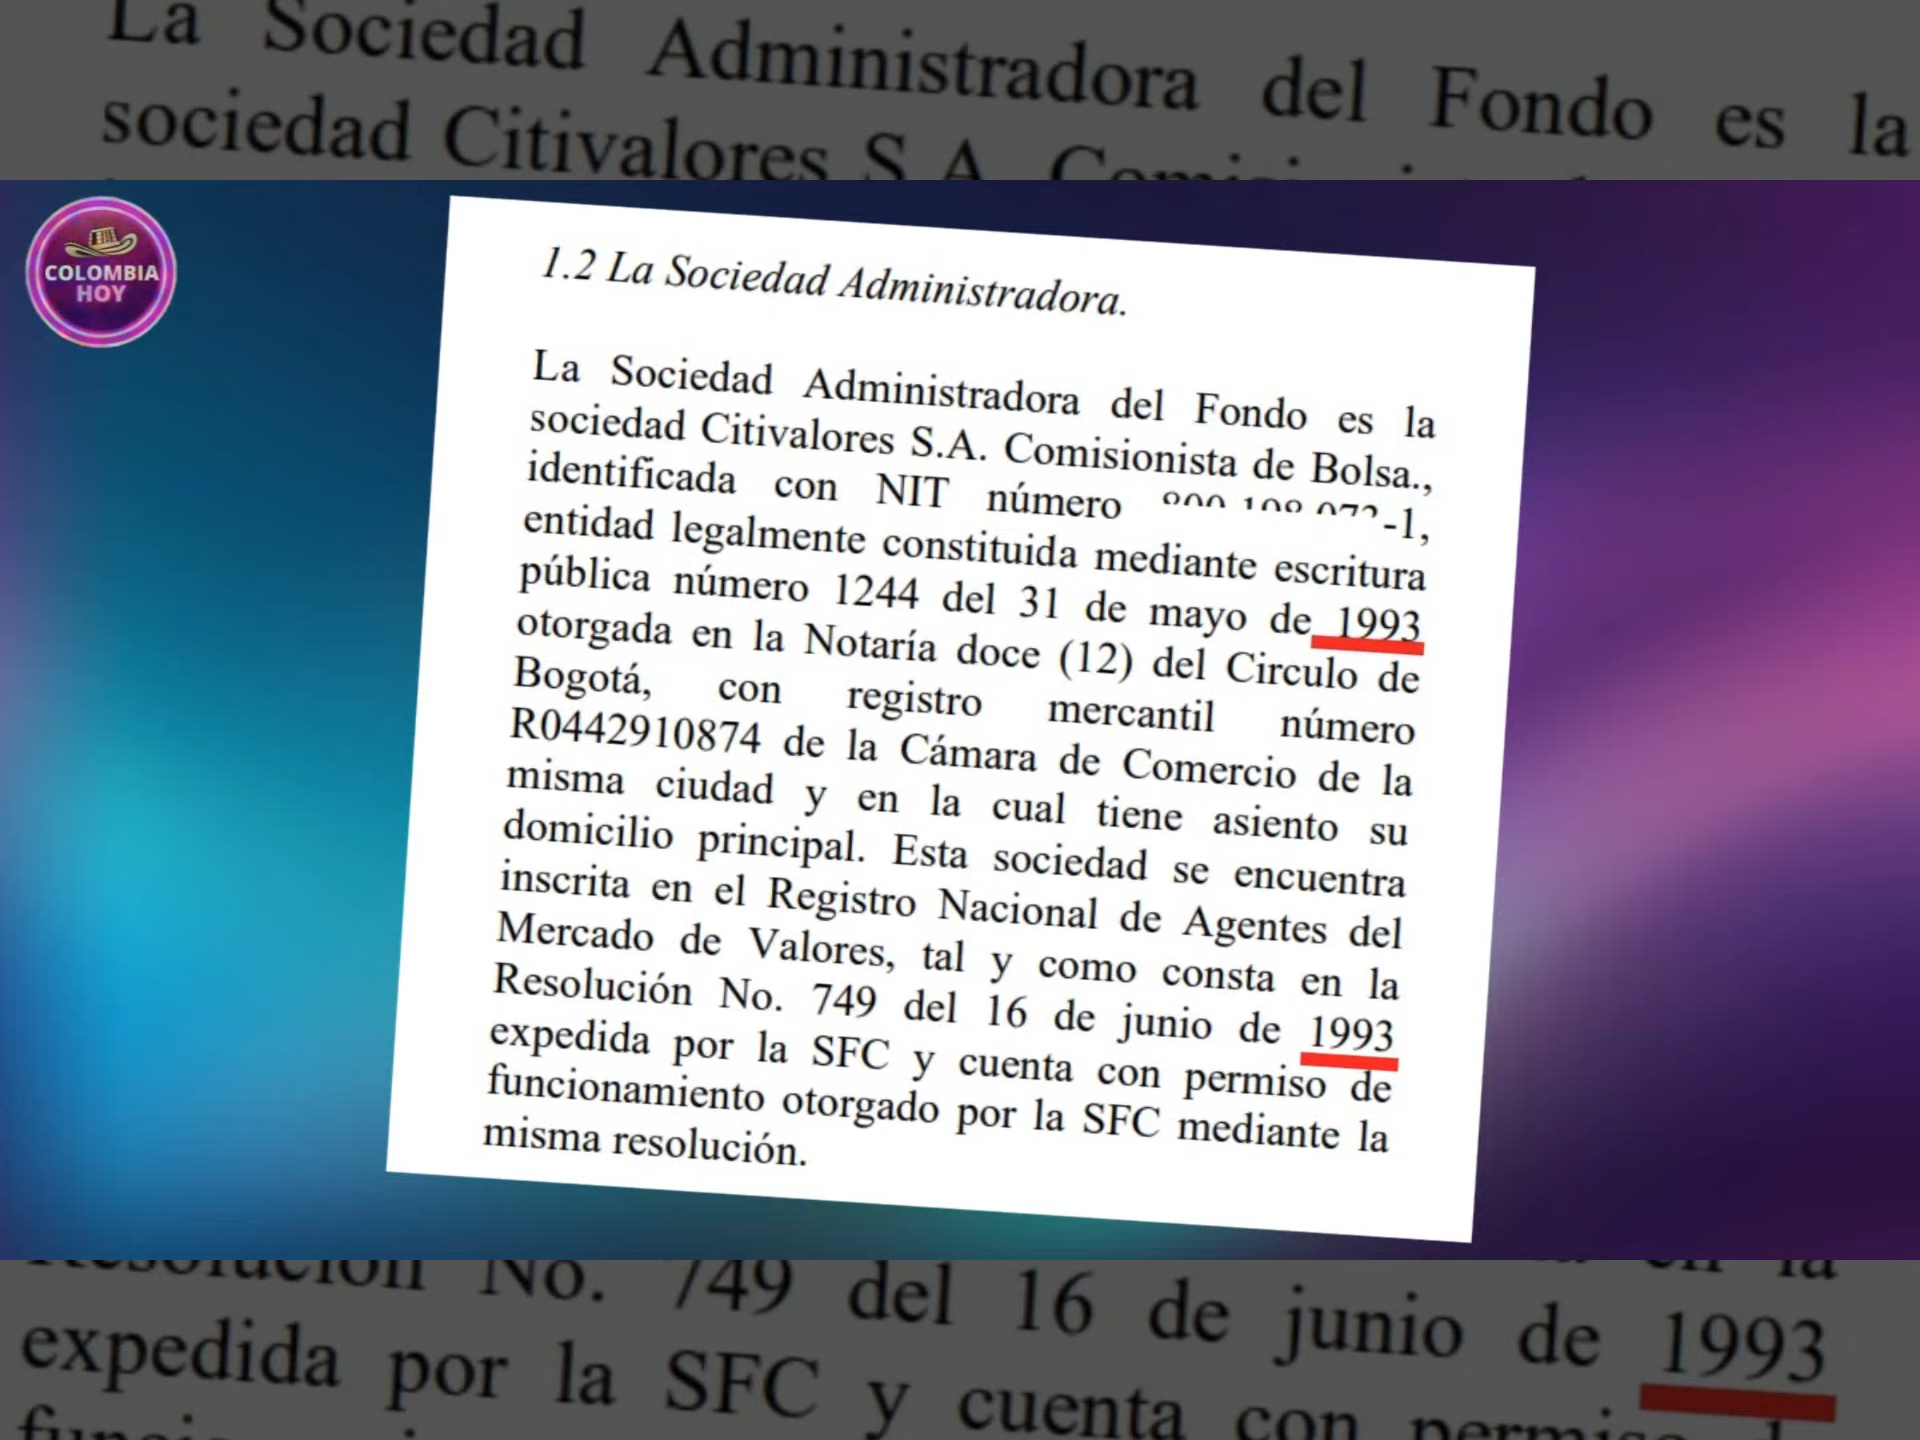 La Sociedad Administradora del Fondo es la
sociedad Citivalores S.A.
COLOMBIA
HOY
1.2 La Sociedad Administradora.
La Sociedad Administradora del Fondo es la
sociedad Citivalores S.A. Comisionista de Bolsa.,
identificada con NIT número -1,
entidad legalmente constituida mediante escritura
pública número 1244 del 31 de mayo de 1993
otorgada en la Notaría doce (12) del Circulo de
Bogotá, con registro mercantil número
R0442910874 de la Cámara de Comercio de la
misma ciudad y en la cual tiene asiento su
domicilio principal. Esta sociedad se encuentra
inscrita en el Registro Nacional de Agentes del
Mercado de Valores, tal y como consta en la
Resolución No. 749 del 16 de junio de 1993
expedida por la SFC y cuenta con permiso de
funcionamiento otorgado por la SFC mediante la
misma resolución.
Resolución No. 749 del 16 de junio de 1993
expedida por la SFC y cuenta con permiso